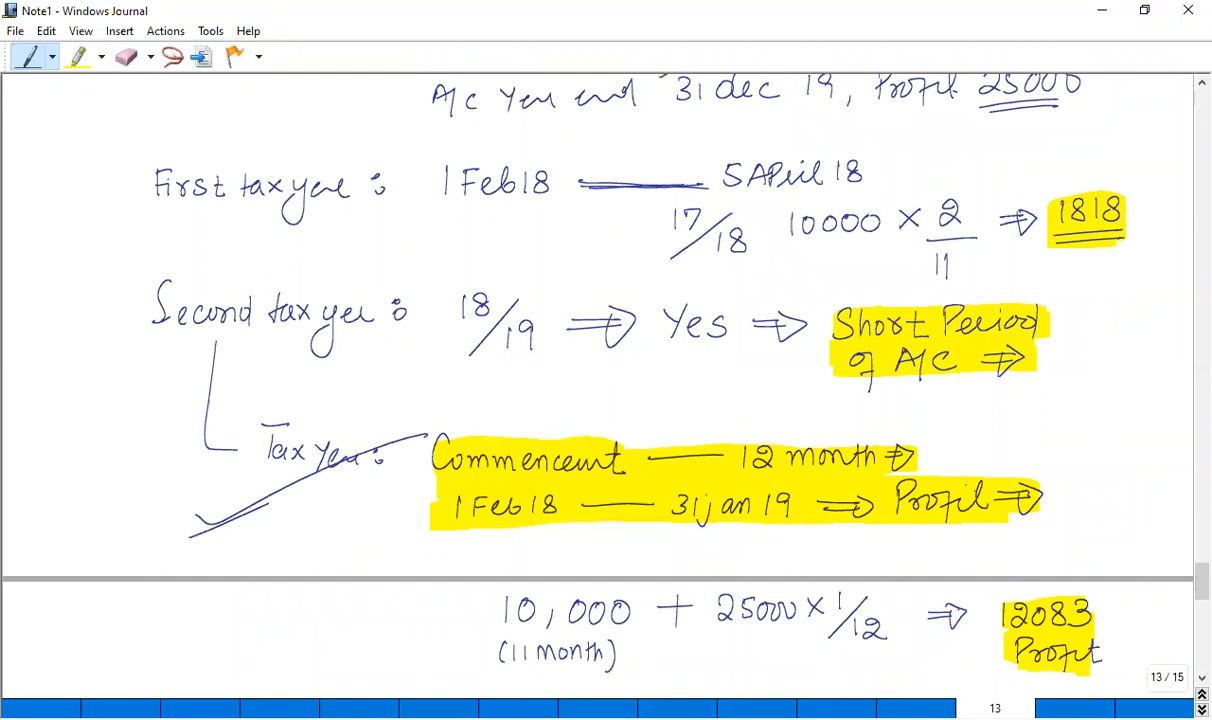 Note1 - Windows Journal
File Edit View Insert Actions Tools Help
A/c Year end 31 dec 19, Profit 25000
First tax year : 1 Feb 18 —— 5 April 18
17/18 10000 × 2/11 ⇒ 1818
Second tax year : 18/19 ⇒ Yes ⇒ Short Period
of A/C ⇒
Tax year : Commencement —— 12 month ⇒
1 Feb 18 —— 31 jan 19 ⇒ Profit ⇒
10,000 + 25000 × 1/12 ⇒ 12083
(11 month) Profit
13 / 15
13